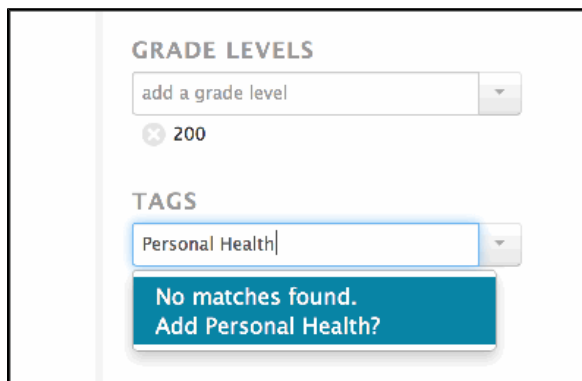 GRADE LEVELS
add a grade level
200
TAGS
Personal Health
No matches found.
Add Personal Health?